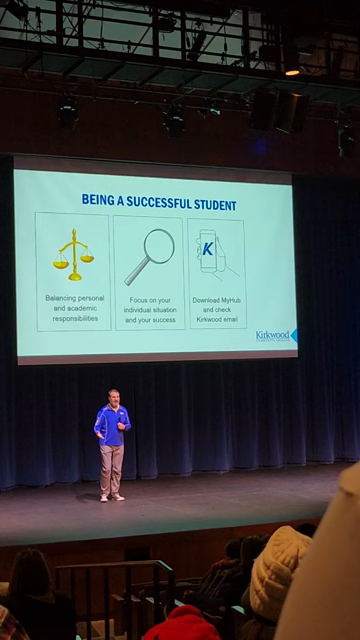 BEING A SUCCESSFUL STUDENT
Balancing personal
and academic
responsibilities
Focus on your
individual situation
and your success
K
Download MyHub
and check
Kirkwood email
Kirkwood